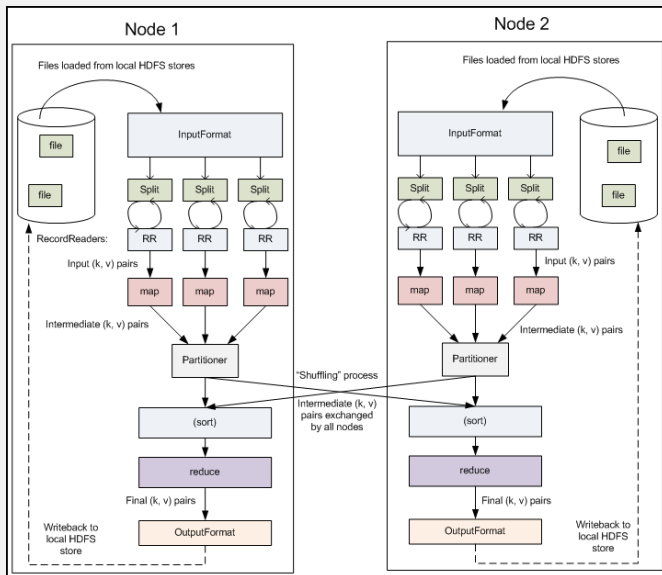 Node 1
Node 2
Files loaded from local HDFS stores
Files loaded from local HDFS stores
InputFormat
InputFormat
file
file
file
file
Split
Split
Split
Split
Split
Split
RecordReaders:
RR
RR
RR
RR
RR
RR
Input (k, v) pairs
Input (k, v) pairs
map
map
map
map
map
map
Intermediate (k, v) pairs
Intermediate (k, v) pairs
Partitioner
Partitioner
"Shuffling" process
Intermediate (k, v)
pairs exchanged
by all nodes
(sort)
(sort)
reduce
reduce
Final (k, v) pairs
Final (k, v) pairs
Writeback to
local HDFS
store
OutputFormat
OutputFormat
Writeback to
local HDFS
store